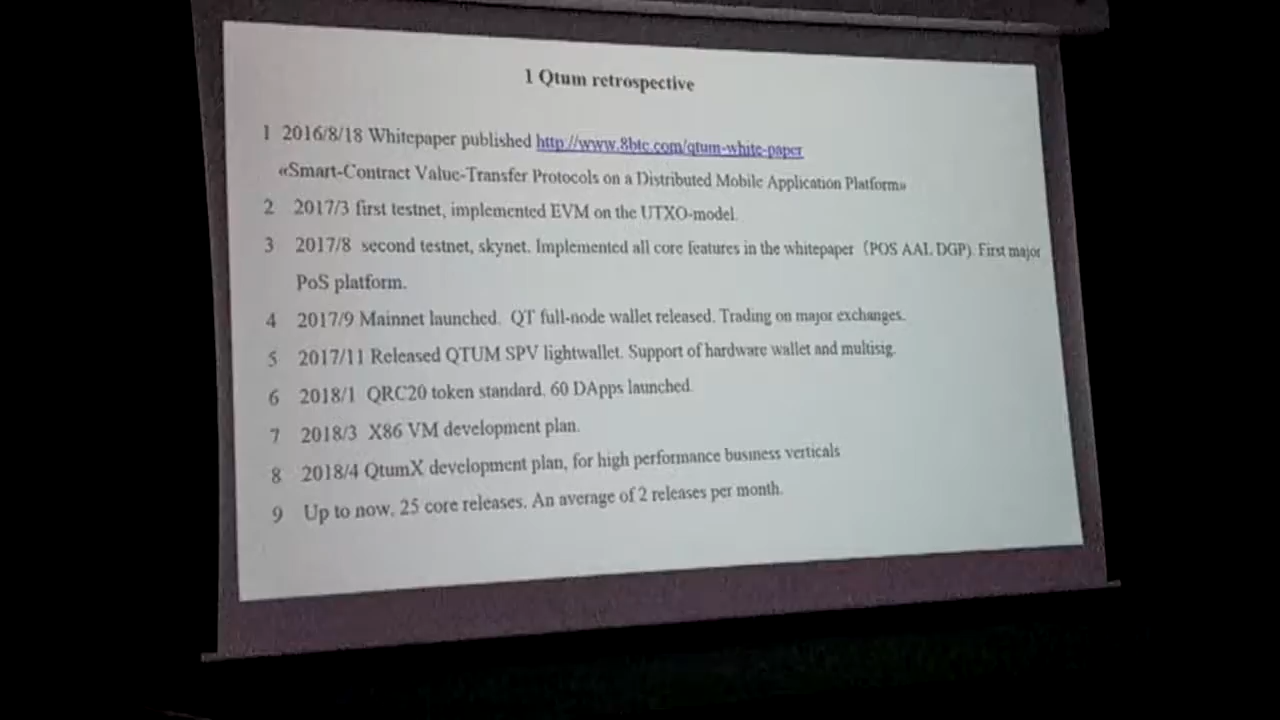 1 Qtum retrospective
1 2016/8/18 Whitepaper published http://www.8btc.com/qtum-white-paper
«Smart-Contract Value-Transfer Protocols on a Distributed Mobile Application Platform»
2 2017/3 first testnet, implemented EVM on the UTXO-model.
3 2017/8 second testnet, skynet. Implemented all core features in the whitepaper (POS AAL DGP). First major
PoS platform.
4 2017/9 Mainnet launched. QT full-node wallet released. Trading on major exchanges.
5 2017/11 Released QTUM SPV lightwallet. Support of hardware wallet and multisig.
6 2018/1 QRC20 token standard. 60 DApps launched.
7 2018/3 X86 VM development plan.
8 2018/4 QtumX development plan, for high performance business verticals
9 Up to now, 25 core releases. An average of 2 releases per month.